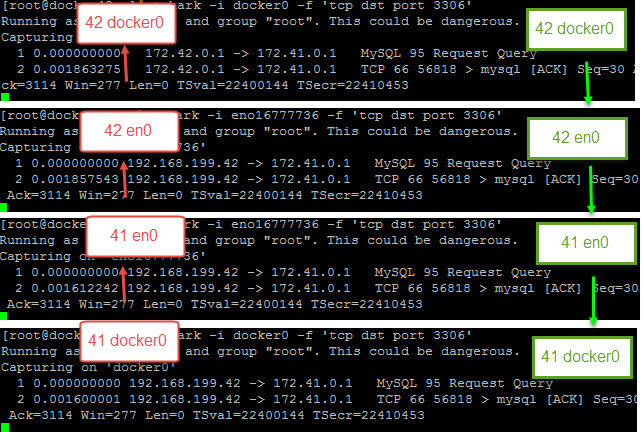 [root@docke ark -i docker0 -f 'tcp dst port 3306'
42 docker0
42 docker0
Running as and group "root". This could be dangerous.
Capturing
1 0.000000000 172.42.0.1 -> 172.41.0.1 MySQL 95 Request Query
2 0.001863275 172.42.0.1 -> 172.41.0.1 TCP 66 56818 > mysql [ACK] Seq=30 A
ck=3114 Win=277 Len=0 TSval=22400144 TSecr=22410453
[root@docke ark -i eno16777736 -f 'tcp dst port 3306'
42 en0
42 en0
Running as and group "root". This could be dangerous.
Capturing 736'
1 0.000000000 192.168.199.42 -> 172.41.0.1 MySQL 95 Request Query
2 0.001857543 192.168.199.42 -> 172.41.0.1 TCP 66 56818 > mysql [ACK] Seq=30
Ack=3114 Win=277 Len=0 TSval=22400144 TSecr=22410453
[root@docke ark -i eno16777736 -f 'tcp dst port 3306'
41 en0
41 en0
Running as and group "root". This could be dangerous.
Capturing on 'eno16777736'
1 0.000000000 192.168.199.42 -> 172.41.0.1 MySQL 95 Request Query
2 0.001612242 192.168.199.42 -> 172.41.0.1 TCP 66 56818 > mysql [ACK] Seq=30
Ack=3114 Win=277 Len=0 TSval=22400144 TSecr=22410453
[root@dock ark -i docker0 -f 'tcp dst port 3306'
41 docker0
41 docker0
Running as and group "root". This could be dangerous.
Capturing on 'docker0'
1 0.000000000 192.168.199.42 -> 172.41.0.1 MySQL 95 Request Query
2 0.001600001 192.168.199.42 -> 172.41.0.1 TCP 66 56818 > mysql [ACK] Seq=30
Ack=3114 Win=277 Len=0 TSval=22400144 TSecr=22410453